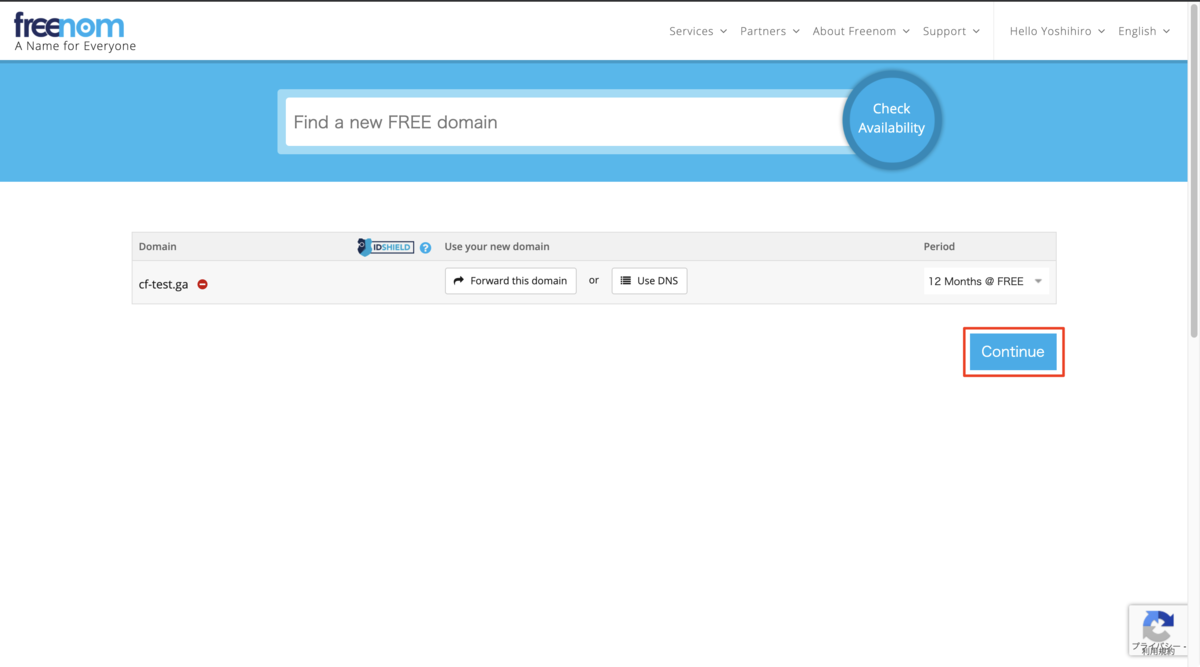 freenom
A Name for Everyone
Services Partners About Freenom Support Hello Yoshihiro English
Find a new FREE domain
Check
Availability
Domain IDSHIELD ? Use your new domain Period
cf-test.ga Forward this domain or Use DNS 12 Months @ FREE
Continue
プライバシー -
利用規約